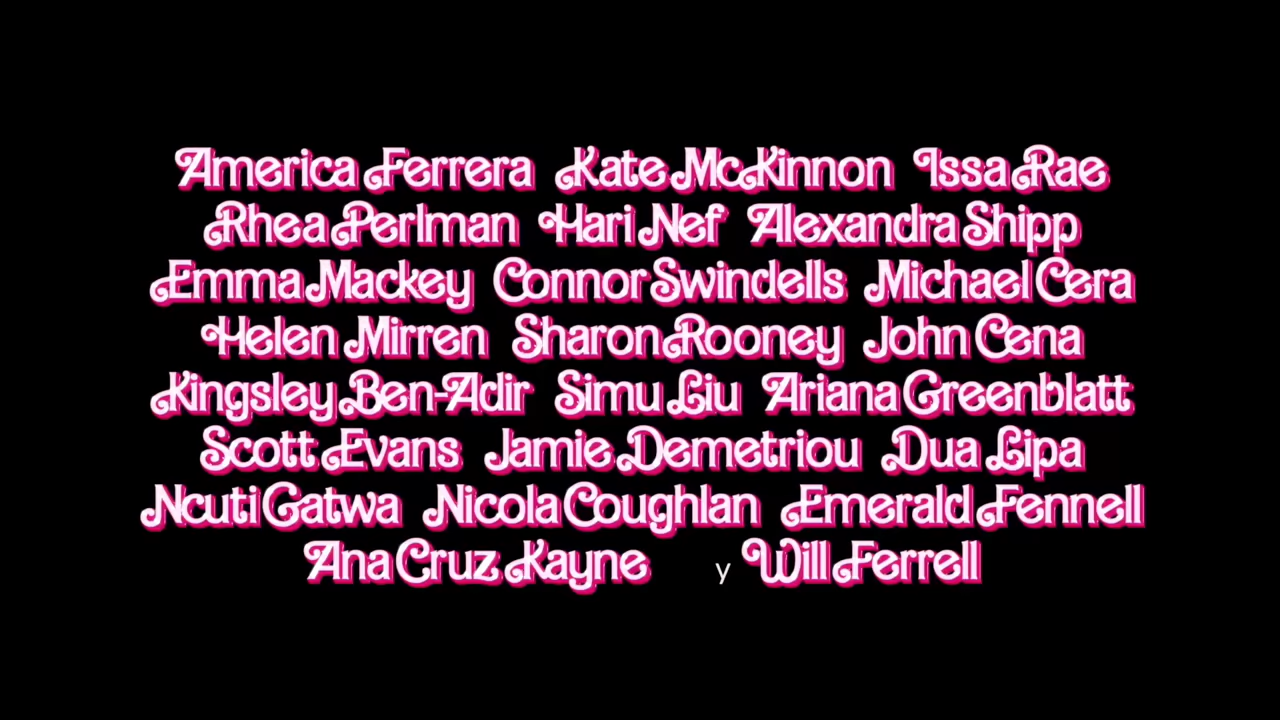 America Ferrera Kate McKinnon Issa Rae
Rhea Perlman Hari Nef Alexandra Shipp
Emma Mackey Connor Swindells Michael Cera
Helen Mirren Sharon Rooney John Cena
Kingsley Ben-Adir Simu Liu Ariana Greenblatt
Scott Evans Jamie Demetriou Dua Lipa
Ncuti Gatwa Nicola Coughlan Emerald Fennell
Ana Cruz Kayne y Will Ferrell